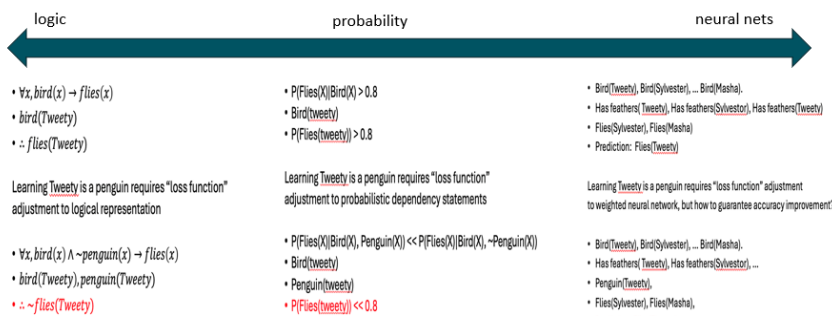 logic
probability
neural nets
• ∀x, bird(x) → flies(x)
• bird(Tweety)
• ∴ flies(Tweety)
Learning Tweety is a penguin requires “loss function”
adjustment to logical representation
• ∀x, bird(x) ∧ ~penguin(x) → flies(x)
• bird(Tweety), penguin(Tweety)
• ∴ ~flies(Tweety)
• P(Flies(X)|Bird(X) > 0.8
• Bird(tweety)
• P(Flies(tweety)) > 0.8
Learning Tweety is a penguin requires “loss function”
adjustment to probabilistic dependency statements
• P(Flies(X)|Bird(X), Penguin(X)) << P(Flies(X)|Bird(X), ~Penguin(X))
• Bird(tweety)
• Penguin(tweety)
• P(Flies(tweety)) << 0.8
• Bird(Tweety), Bird(Sylvester), ... Bird(Masha).
• Has feathers( Tweety), Has feathers(Sylvestor), Has feathers(Tweety)
• Flies(Sylvester), Flies(Masha)
• Prediction: Flies(Tweety)
Learning Tweety is a penguin requires “loss function” adjustment
to weighted neural network, but how to guarantee accuracy improvement?
• Bird(Tweety), Bird(Sylvester), ... Bird(Masha).
• Has feathers( Tweety), Has feathers(Sylvestor), ...
• Penguin(Tweety),
• Flies(Sylvester), Flies(Masha),